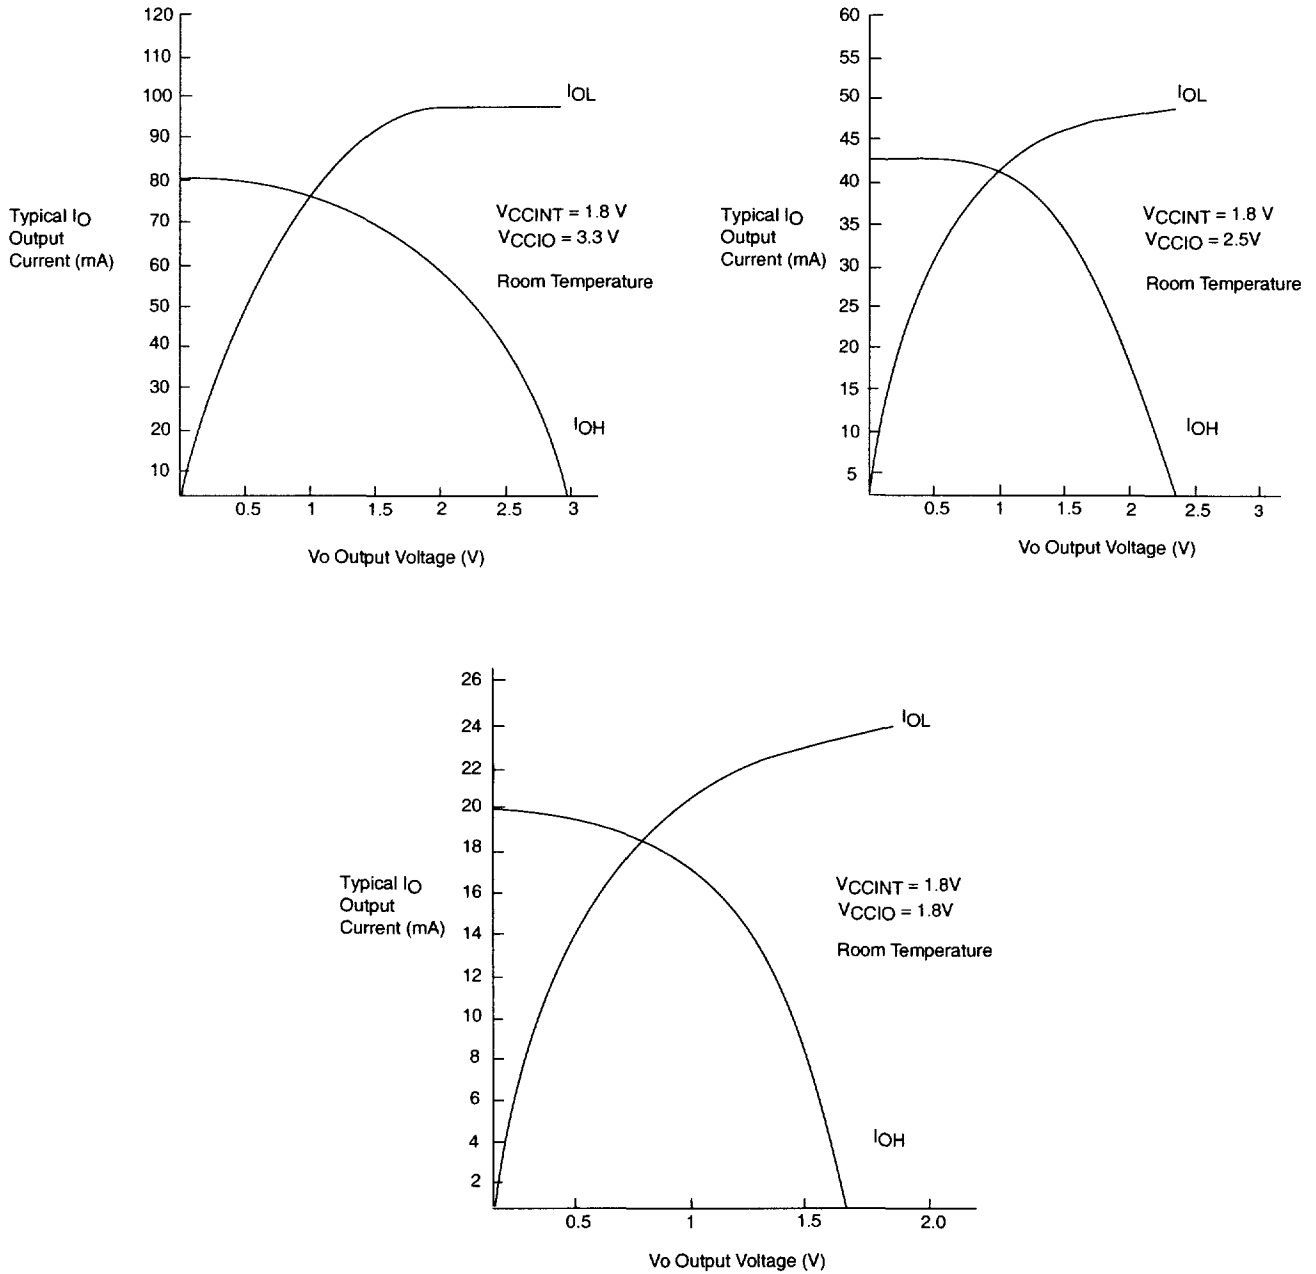 120
110
100
90
80
70
60
50
40
30
20
10
Typical IO
Output
Current (mA)
IOL
VCCINT = 1.8 V
VCCIO = 3.3 V
Room Temperature
IOH
0.5 1 1.5 2 2.5 3
Vo Output Voltage (V)
60
55
50
45
40
35
30
25
20
15
10
5
Typical IO
Output
Current (mA)
IOL
VCCINT = 1.8 V
VCCIO = 2.5V
Room Temperature
IOH
0.5 1 1.5 2 2.5 3
Vo Output Voltage (V)
26
24
22
20
18
16
14
12
10
8
6
4
2
Typical IO
Output
Current (mA)
IOL
VCCINT = 1.8V
VCCIO = 1.8V
Room Temperature
IOH
0.5 1 1.5 2.0
Vo Output Voltage (V)